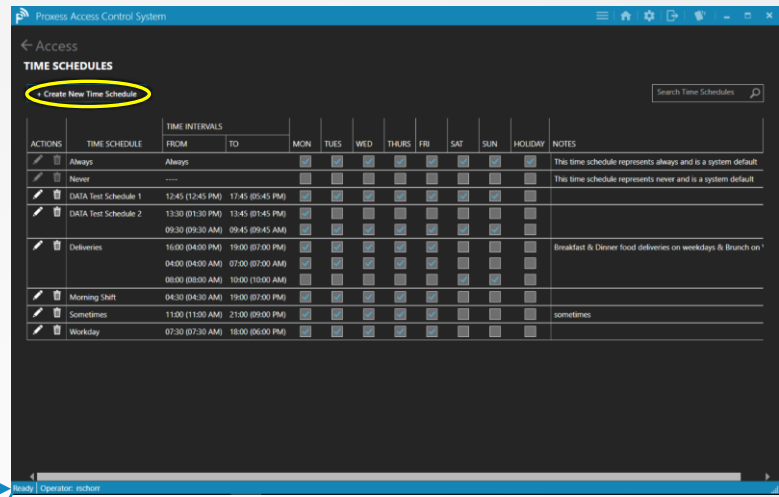 Proxess Access Control System
Access
TIME SCHEDULES
+ Create New Time Schedule
Search Time Schedules
TIME INTERVALS
ACTIONS TIME SCHEDULE FROM TO MON TUES WED THURS FRI SAT SUN HOLIDAY NOTES
Always Always This time schedule represents always and is a system default
Never ---- This time schedule represents never and is a system default
DATA Test Schedule 1 12:45 (12:45 PM) 17:45 (05:45 PM)
DATA Test Schedule 2 13:30 (01:30 PM) 13:45 (01:45 PM)
09:30 (09:30 AM) 09:45 (09:45 AM)
Deliveries 16:00 (04:00 PM) 19:00 (07:00 PM) Breakfast & Dinner food deliveries on weekdays & Brunch on
04:00 (04:00 AM) 07:00 (07:00 AM)
08:00 (08:00 AM) 10:00 (10:00 AM)
Morning Shift 04:30 (04:30 AM) 19:00 (07:00 PM)
Sometimes 11:00 (11:00 AM) 21:00 (09:00 PM) sometimes
Workday 07:30 (07:30 AM) 18:00 (06:00 PM)
Ready Operator: rschorr